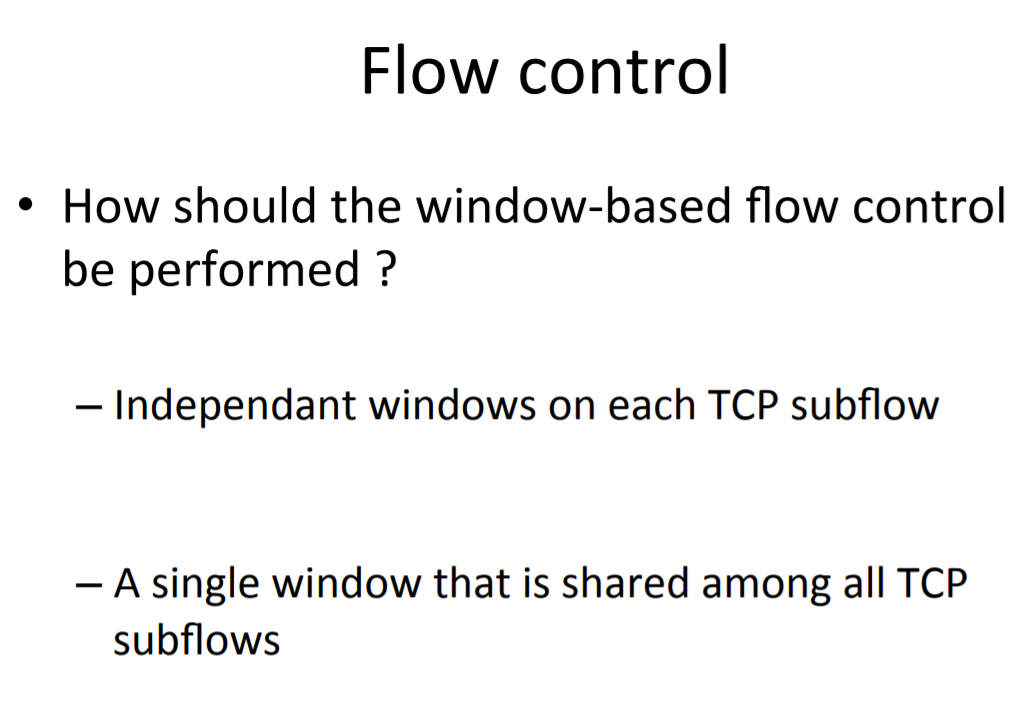 Flow control
• How should the window-based flow control
be performed ?
– Independant windows on each TCP subflow
– A single window that is shared among all TCP
subflows